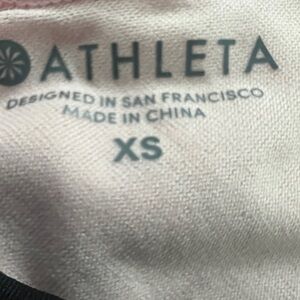 ATHLETA
DESIGNED IN SAN FRANCISCO
MADE IN CHINA
XS